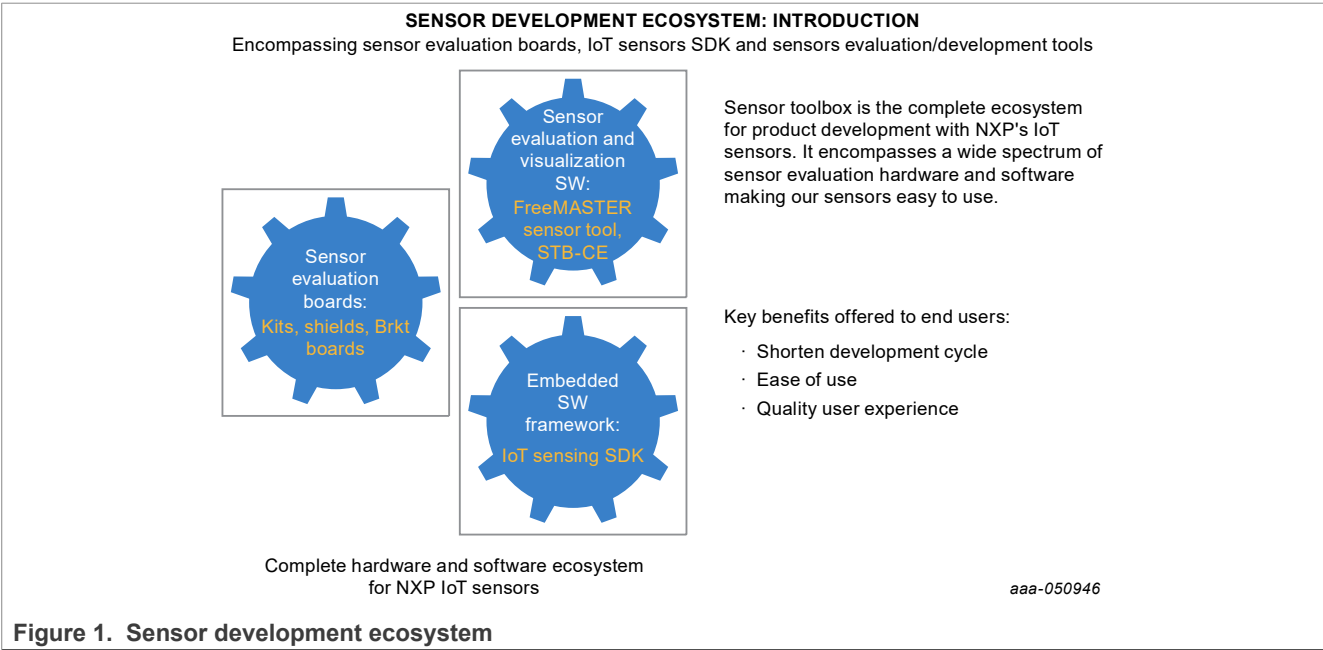 SENSOR DEVELOPMENT ECOSYSTEM: INTRODUCTION
Encompassing sensor evaluation boards, IoT sensors SDK and sensors evaluation/development tools
Sensor
evaluation
boards:
Kits, shields, Brkt
boards
Sensor
evaluation and
visualization
SW:
FreeMASTER
sensor tool,
STB-CE
Embedded
SW
framework:
IoT sensing SDK
Complete hardware and software ecosystem
for NXP IoT sensors
Sensor toolbox is the complete ecosystem
for product development with NXP's IoT
sensors. It encompasses a wide spectrum of
sensor evaluation hardware and software
making our sensors easy to use.
Key benefits offered to end users:
· Shorten development cycle
· Ease of use
· Quality user experience
aaa-050946
Figure 1. Sensor development ecosystem